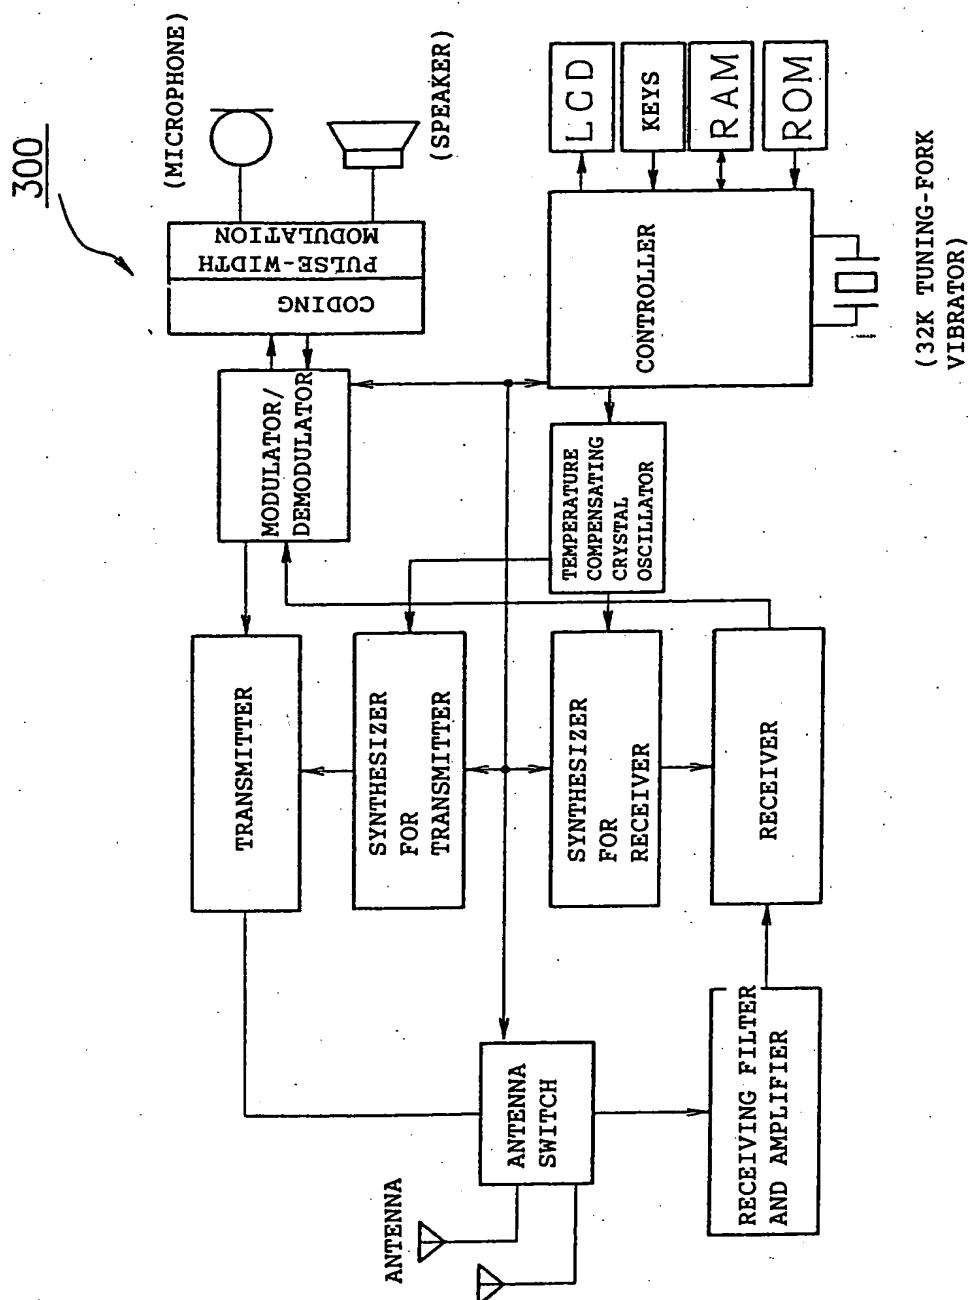 300
(MICROPHONE)
(SPEAKER)
PULSE-WIDTH
MODULATION
CODING
MODULATOR/
DEMODULATOR
TRANSMITTER
SYNTHESIZER
FOR
TRANSMITTER
ANTENNA
ANTENNA
SWITCH
TEMPERATURE
COMPENSATING
CRYSTAL
OSCILLATOR
SYNTHESIZER
FOR
RECEIVER
RECEIVER
RECEIVING FILTER
AND AMPLIFIER
CONTROLLER
LCD
KEYS
RAM
ROM
(32K TUNING-FORK
VIBRATOR)